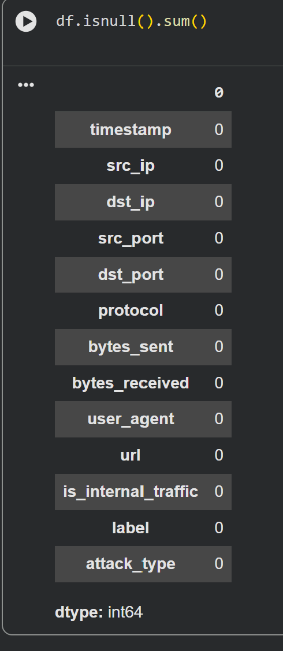 df.isnull().sum()
0
timestamp 0
src_ip 0
dst_ip 0
src_port 0
dst_port 0
protocol 0
bytes_sent 0
bytes_received 0
user_agent 0
url 0
is_internal_traffic 0
label 0
attack_type 0
dtype: int64